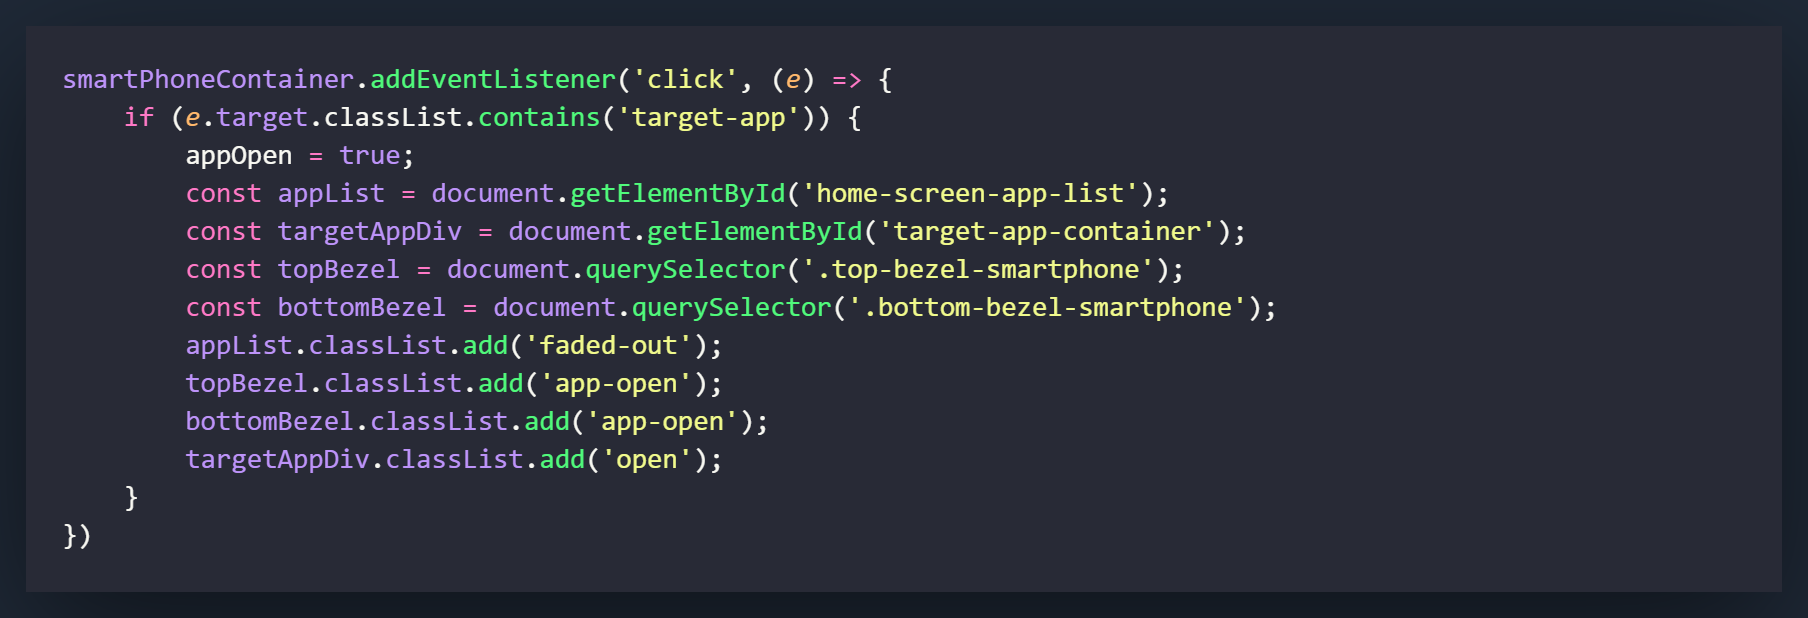 smartPhoneContainer.addEventListener('click', (e) => {
    if (e.target.classList.contains('target-app')) {
        appOpen = true;
        const appList = document.getElementById('home-screen-app-list');
        const targetAppDiv = document.getElementById('target-app-container');
        const topBezel = document.querySelector('.top-bezel-smartphone');
        const bottomBezel = document.querySelector('.bottom-bezel-smartphone');
        appList.classList.add('faded-out');
        topBezel.classList.add('app-open');
        bottomBezel.classList.add('app-open');
        targetAppDiv.classList.add('open');
    }
})